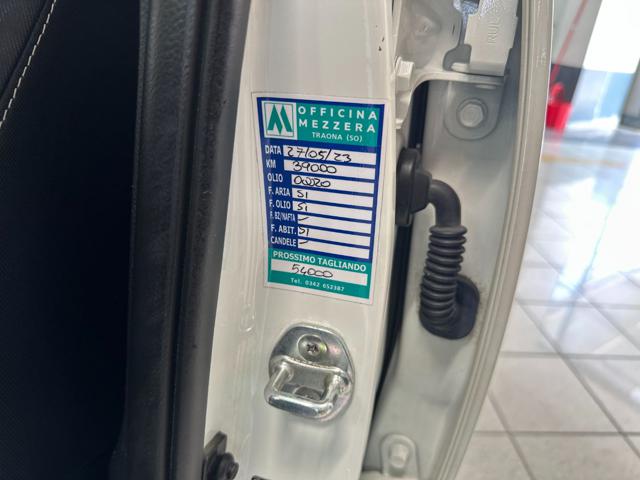 OFFICINA
MEZZERA
TRAONA (SO)
DATA 27/05/23
KM 39000
OLIO 0W20
F. ARIA SI
F. OLIO SI
F. BZ/NAFTA -
F. ABIT. SI
CANDELE -
PROSSIMO TAGLIANDO
54000
Tel. 0342 652387